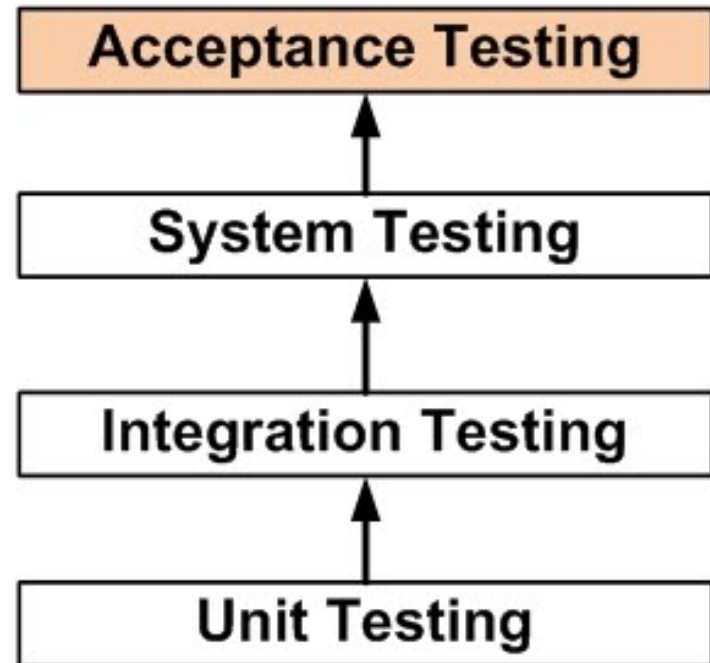 Acceptance Testing
System Testing
Integration Testing
Unit Testing